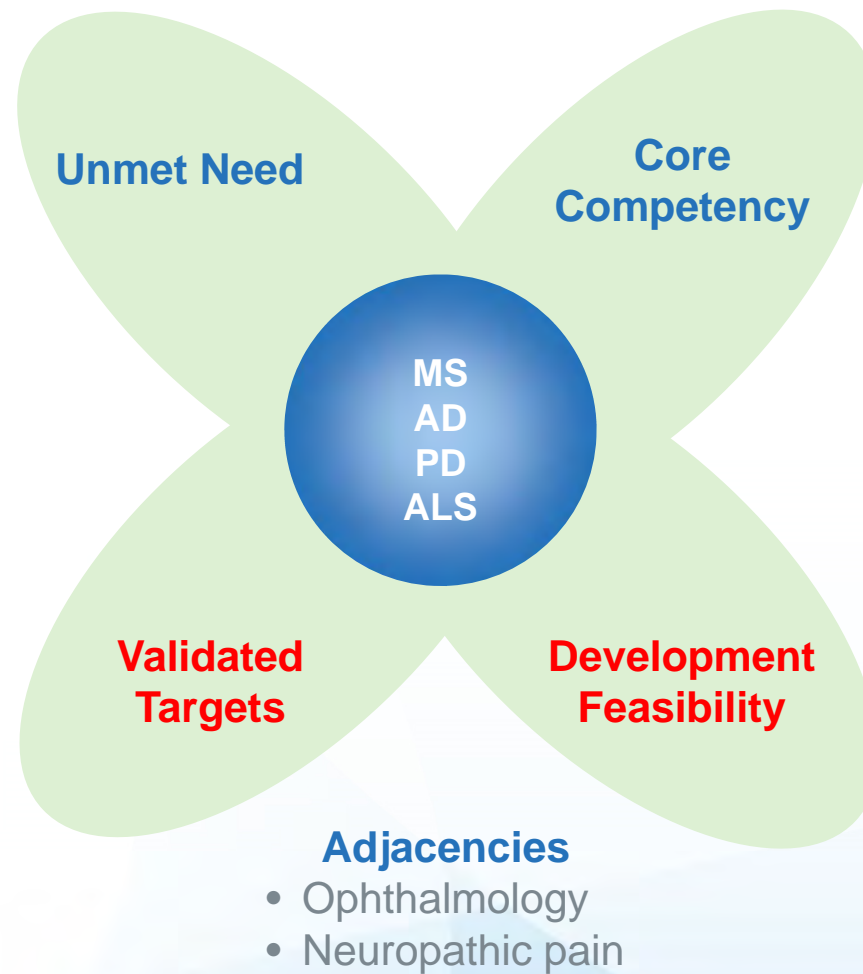 Unmet Need
Core
Competency
MS
AD
PD
ALS
Validated
Targets
Development
Feasibility
Adjacencies
• Ophthalmology
• Neuropathic pain